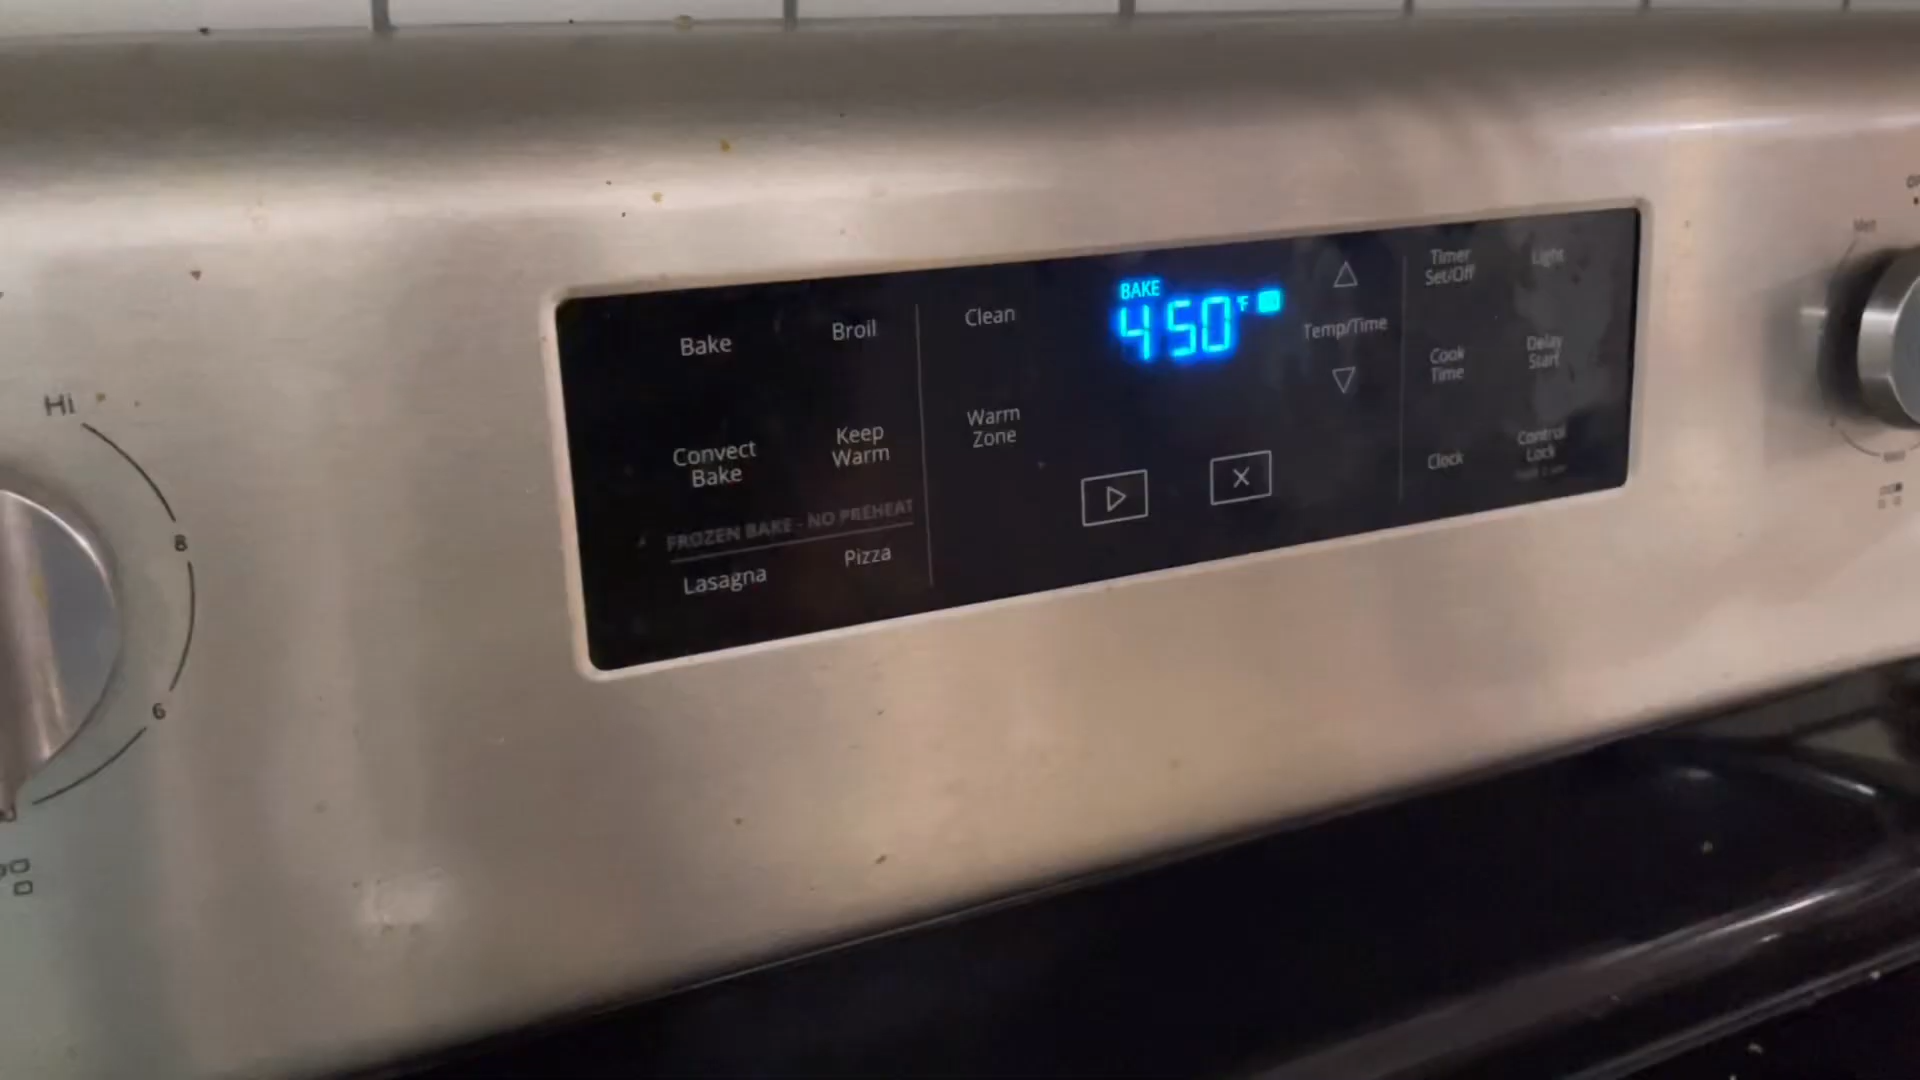 Hi
8
6
Bake
Broil
Convect
Bake
Keep
Warm
FROZEN BAKE - NO PREHEAT
Lasagna
Pizza
Clean
Warm
Zone
BAKE
450°F
Temp/Time
Timer
Set/Off
Light
Cook
Time
Delay
Start
Clock
Control
Lock